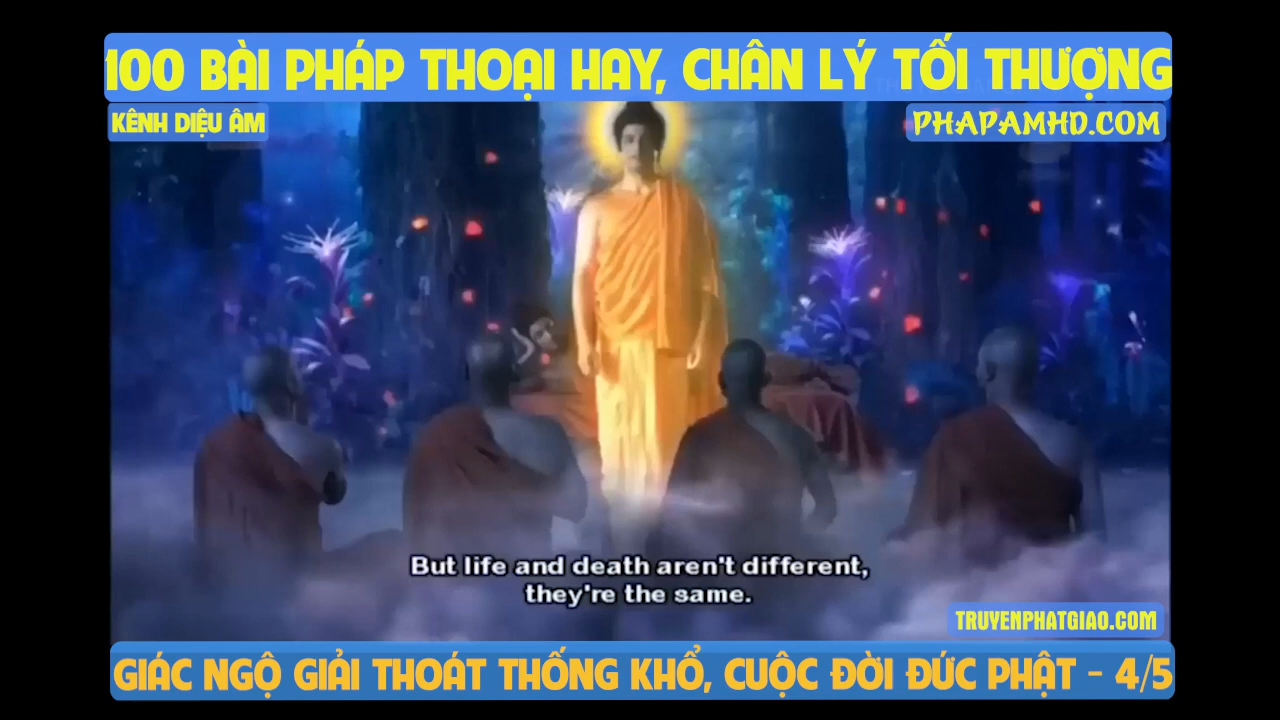 100 BÀI PHÁP THOẠI HAY, CHÂN LÝ TỐI THƯỢNG
KÊNH DIỆU ÂM
PHAPAMHD.COM
But life and death aren't different,
they're the same.
TRUYENPHATGIAO.COM
GIÁC NGỘ GIẢI THOÁT THỐNG KHỔ, CUỘC ĐỜI ĐỨC PHẬT - 4/5